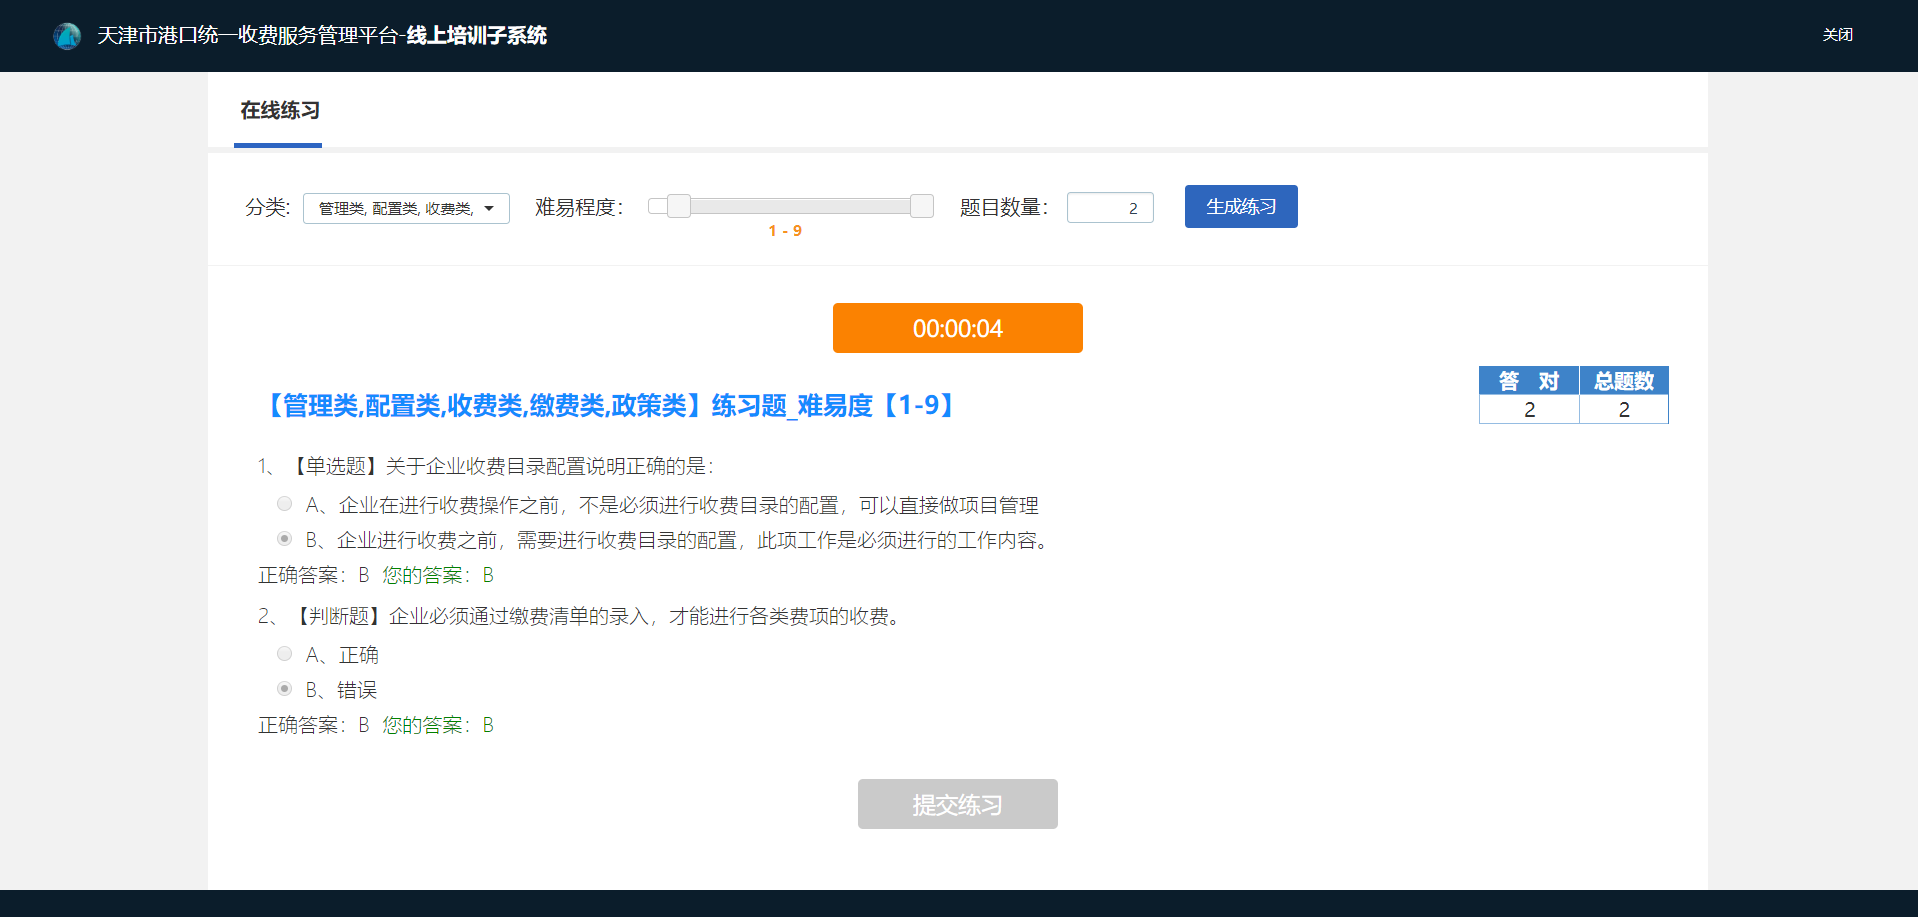 天津市港口统一收费服务管理平台-线上培训子系统
关闭
在线练习
分类: 管理类, 配置类, 收费类, 难易程度： 题目数量： 2 生成练习
1 - 9
00:00:04
答 对 总题数
2 2
【管理类,配置类,收费类,缴费类,政策类】练习题_难易度【1-9】
1、【单选题】关于企业收费目录配置说明正确的是：
A、企业在进行收费操作之前，不是必须进行收费目录的配置，可以直接做项目管理
B、企业进行收费之前，需要进行收费目录的配置，此项工作是必须进行的工作内容。
正确答案：B 您的答案：B
2、【判断题】企业必须通过缴费清单的录入，才能进行各类费项的收费。
A、正确
B、错误
正确答案：B 您的答案：B
提交练习